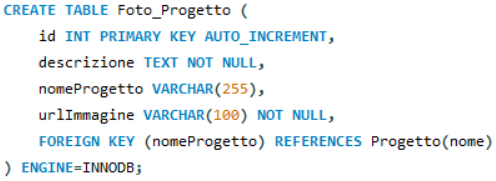 CREATE TABLE Foto_Progetto (
    id INT PRIMARY KEY AUTO_INCREMENT,
    descrizione TEXT NOT NULL,
    nomeProgetto VARCHAR(255),
    urlImmagine VARCHAR(100) NOT NULL,
    FOREIGN KEY (nomeProgetto) REFERENCES Progetto(nome)
) ENGINE=INNODB;